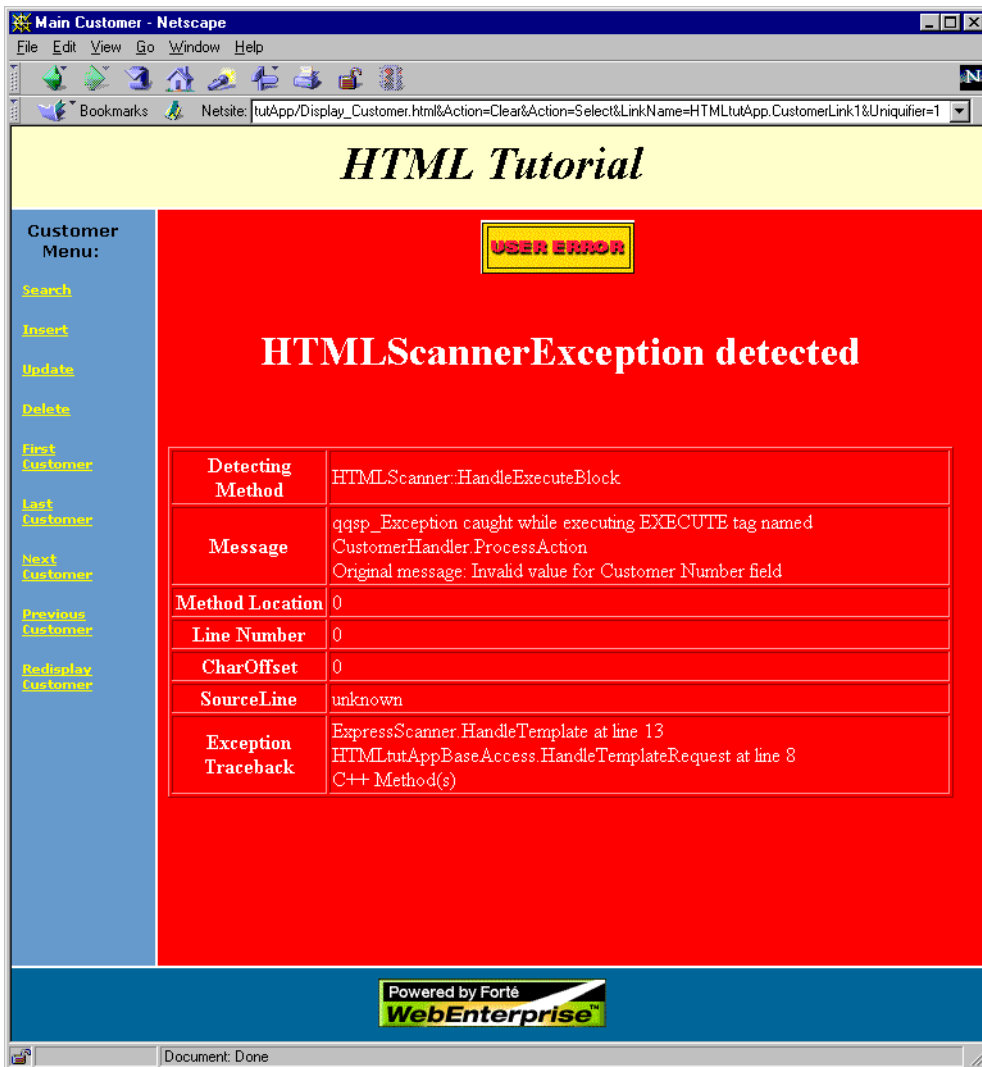 Main Customer - Netscape
File Edit View Go Window Help
N
Bookmarks Netsite: tutApp/Display_Customer.html&Action=Clear&Action=Select&LinkName=HTMLtutApp.CustomerLink1&Uniquifier=1
HTML Tutorial
Customer
Menu:
Search
Insert
Update
Delete
First
Customer
Last
Customer
Next
Customer
Previous
Customer
Redisplay
Customer
USER ERROR
HTMLScannerException detected
Detecting
Method
HTMLScanner::HandleExecuteBlock
Message
qqsp_Exception caught while executing EXECUTE tag named
CustomerHandler.ProcessAction
Original message: Invalid value for Customer Number field
Method Location 0
Line Number 0
CharOffset 0
SourceLine unknown
Exception
Traceback
ExpressScanner.HandleTemplate at line 13
HTMLtutAppBaseAccess.HandleTemplateRequest at line 8
C++ Method(s)
Powered by Forté
WebEnterprise™
Document: Done